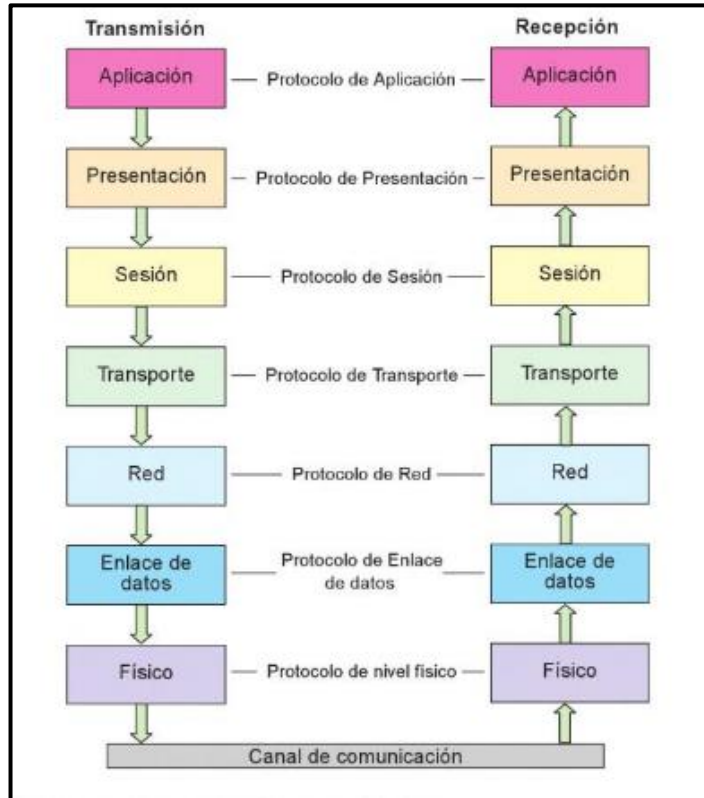 Transmisión
Recepción
Aplicación
Protocolo de Aplicación
Aplicación
Presentación
Protocolo de Presentación
Presentación
Sesión
Protocolo de Sesión
Sesión
Transporte
Protocolo de Transporte
Transporte
Red
Protocolo de Red
Red
Enlace de
datos
Protocolo de Enlace
de datos
Enlace de
datos
Físico
Protocolo de nivel físico
Físico
Canal de comunicación